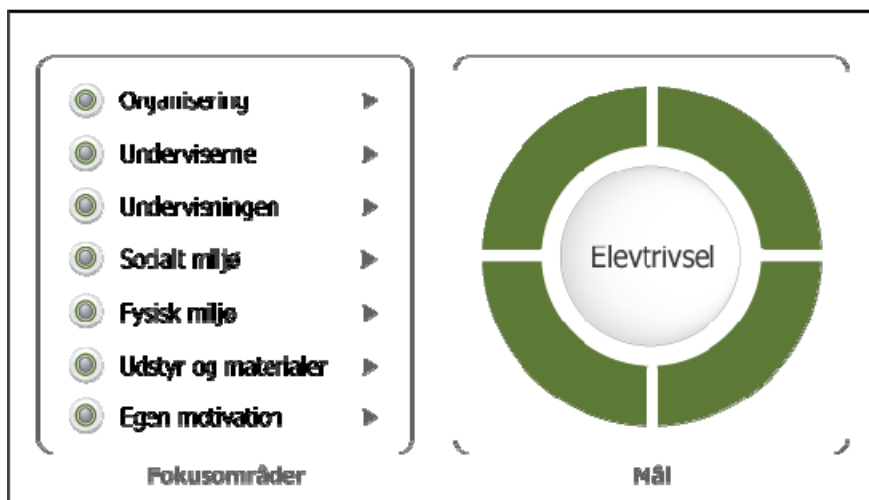 Organisering
Underviserne
Undervisningen
Socialt miljø
Fysisk miljø
Udstyr og materialer
Egen motivation
Fokusområder
Elevtrivsel
Mål